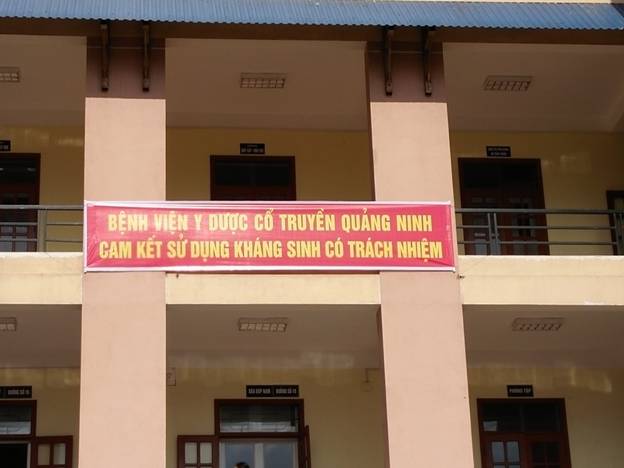 BỆNH VIỆN Y DƯỢC CỔ TRUYỀN QUẢNG NINH
CAM KẾT SỬ DỤNG KHÁNG SINH CÓ TRÁCH NHIỆM